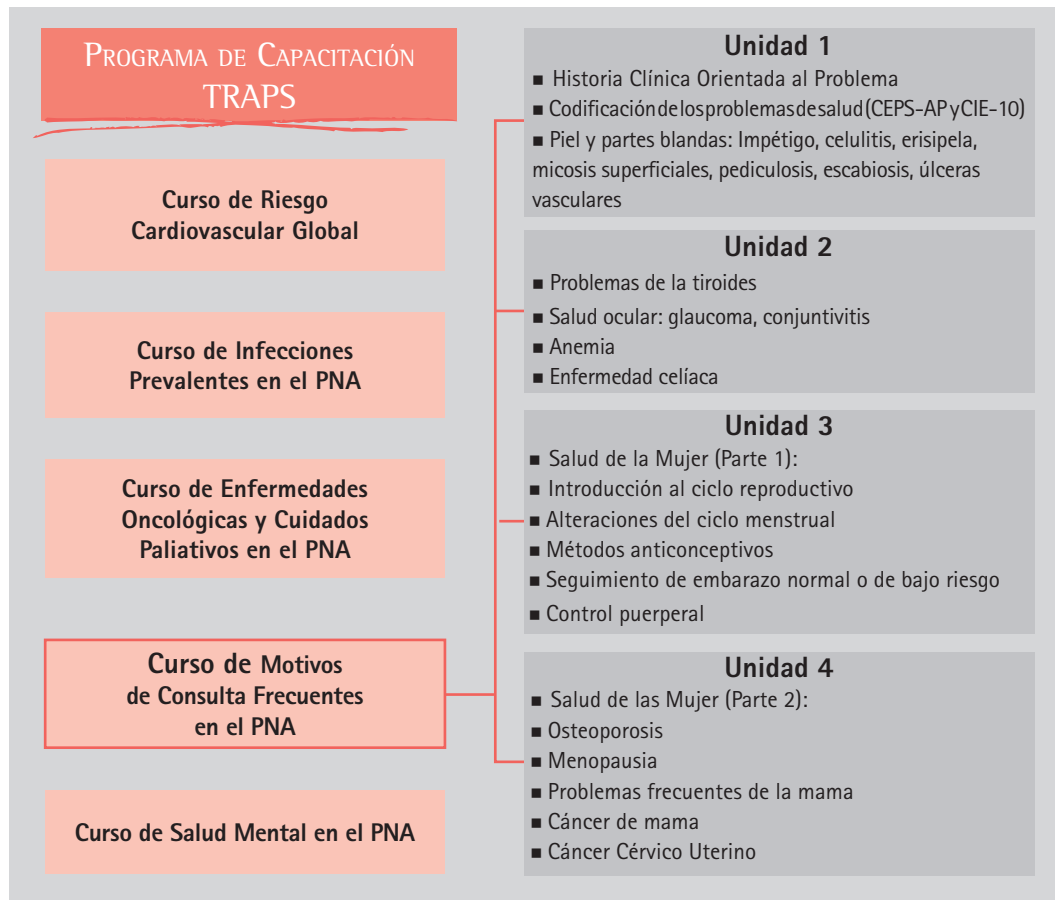 PROGRAMA DE CAPACITACIÓN
TRAPS
Curso de Riesgo
Cardiovascular Global
Curso de Infecciones
Prevalentes en el PNA
Curso de Enfermedades
Oncológicas y Cuidados
Paliativos en el PNA
Curso de Motivos
de Consulta Frecuentes
en el PNA
Curso de Salud Mental en el PNA
Unidad 1
■ Historia Clínica Orientada al Problema
■ Codificación de los problemas de salud (CEPS-AP y CIE-10)
■ Piel y partes blandas: Impétigo, celulitis, erisipela,
micosis superficiales, pediculosis, escabiosis, úlceras
vasculares
Unidad 2
■ Problemas de la tiroides
■ Salud ocular: glaucoma, conjuntivitis
■ Anemia
■ Enfermedad celíaca
Unidad 3
■ Salud de la Mujer (Parte 1):
■ Introducción al ciclo reproductivo
■ Alteraciones del ciclo menstrual
■ Métodos anticonceptivos
■ Seguimiento de embarazo normal o de bajo riesgo
■ Control puerperal
Unidad 4
■ Salud de las Mujer (Parte 2):
■ Osteoporosis
■ Menopausia
■ Problemas frecuentes de la mama
■ Cáncer de mama
■ Cáncer Cérvico Uterino